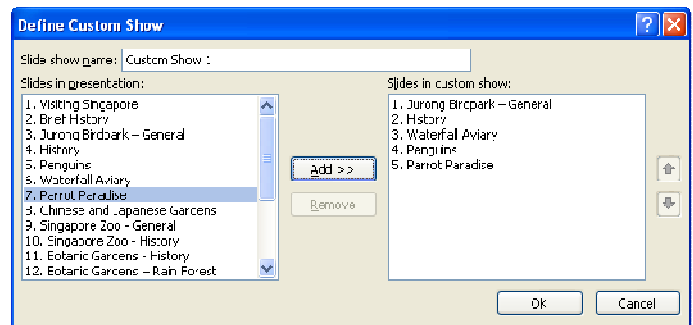 Define Custom Show
Slide show name: Custom Show 1
Slides in presentation:
1. Visiting Singapore
2. Brief History
3. Jurong Birdpark – General
4. History
5. Penguins
6. Waterfall Aviary
7. Parrot Paradise
8. Chinese and Japanese Gardens
9. Singapore Zoo - General
10. Singapore Zoo - History
11. Botanic Gardens - History
12. Botanic Gardens – Rain Forest
Add >>
Remove
Slides in custom show:
1. Jurong Birdpark – General
2. History
3. Waterfall Aviary
4. Penguins
5. Parrot Paradise
OK
Cancel